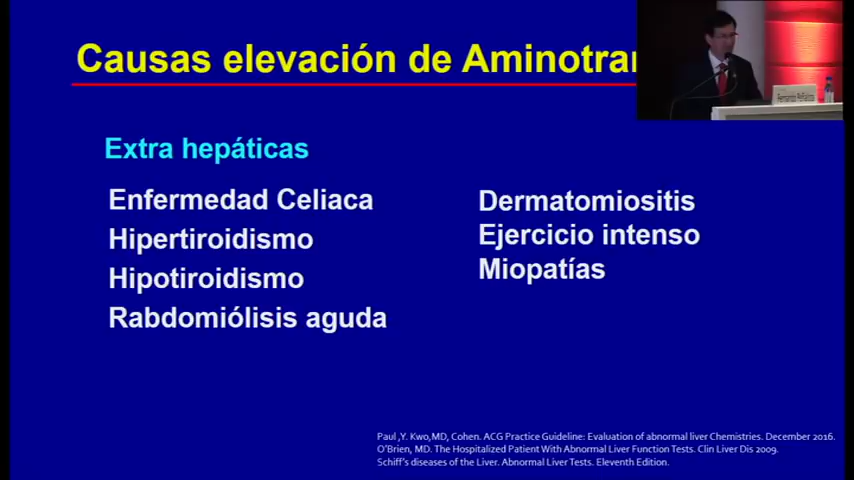 Causas elevación de Aminotran
Extra hepáticas
Enfermedad Celiaca
Hipertiroidismo
Hipotiroidismo
Rabdomiólisis aguda
Dermatomiositis
Ejercicio intenso
Miopatías
Paul ,Y. Kwo,MD, Cohen. ACG Practice Guideline: Evaluation of abnormal liver Chemistries. December 2016.
O'Brien, MD. The Hospitalized Patient With Abnormal Liver Function Tests. Clin Liver Dis 2009.
Schiff's diseases of the Liver. Abnormal Liver Tests. Eleventh Edition.